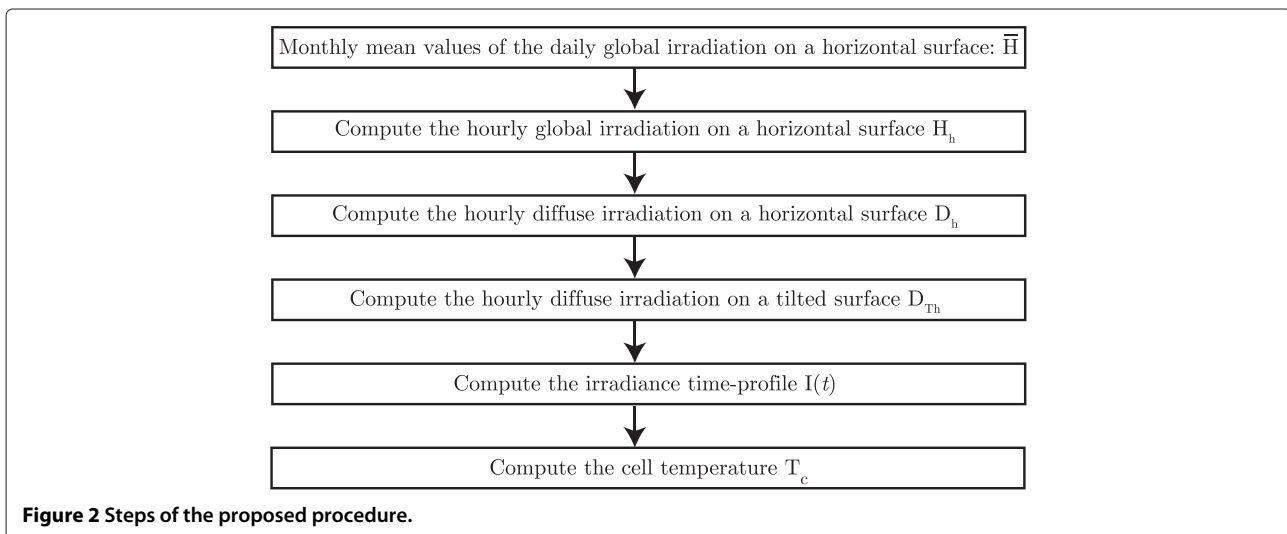 Monthly mean values of the daily global irradiation on a horizontal surface: H̅
Compute the hourly global irradiation on a horizontal surface Hₕ
Compute the hourly diffuse irradiation on a horizontal surface Dₕ
Compute the hourly diffuse irradiation on a tilted surface D_Th
Compute the irradiance time-profile I(t)
Compute the cell temperature T_c
Figure 2 Steps of the proposed procedure.